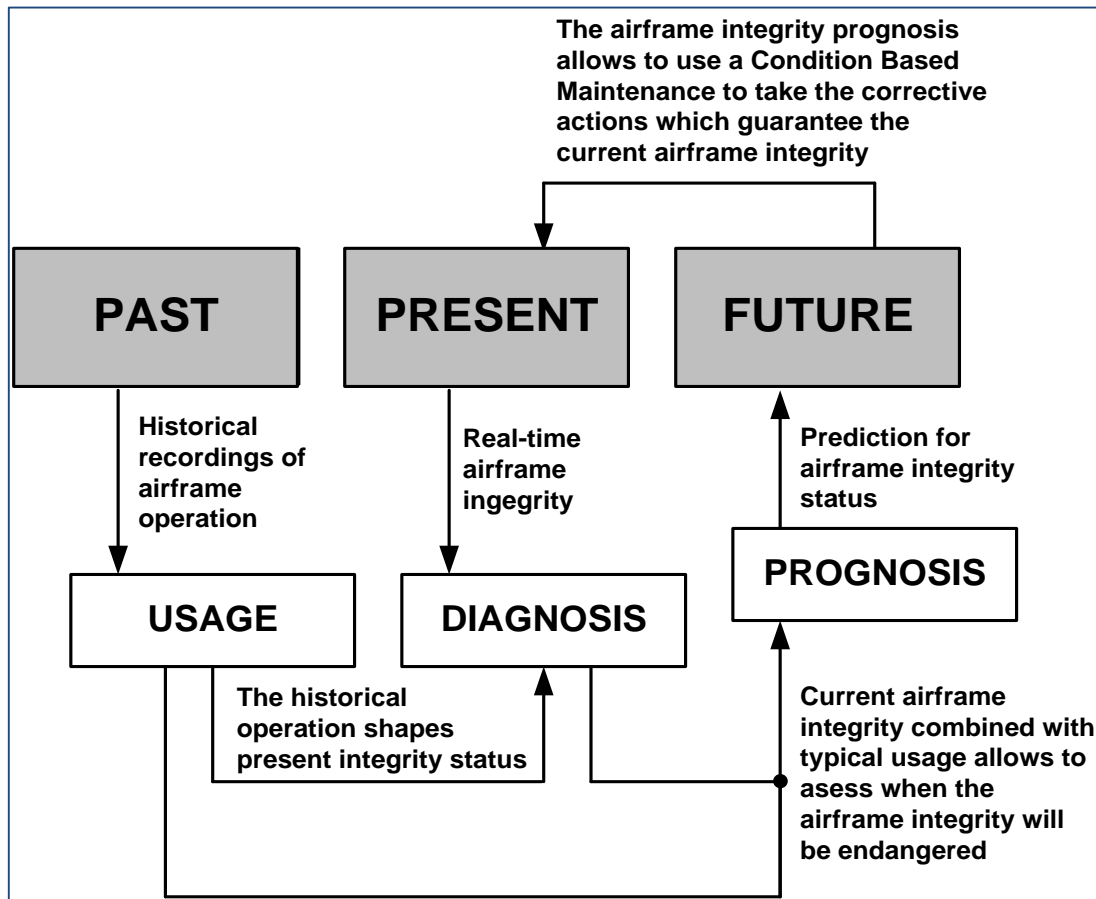 The airframe integrity prognosis
allows to use a Condition Based
Maintenance to take the corrective
actions which guarantee the
current airframe integrity
PAST
PRESENT
FUTURE
Historical
recordings of
airframe
operation
Real-time
airframe
ingegrity
Prediction for
airframe integrity
status
USAGE
DIAGNOSIS
PROGNOSIS
The historical
operation shapes
present integrity status
Current airframe
integrity combined with
typical usage allows to
asess when the
airframe integrity will
be endangered